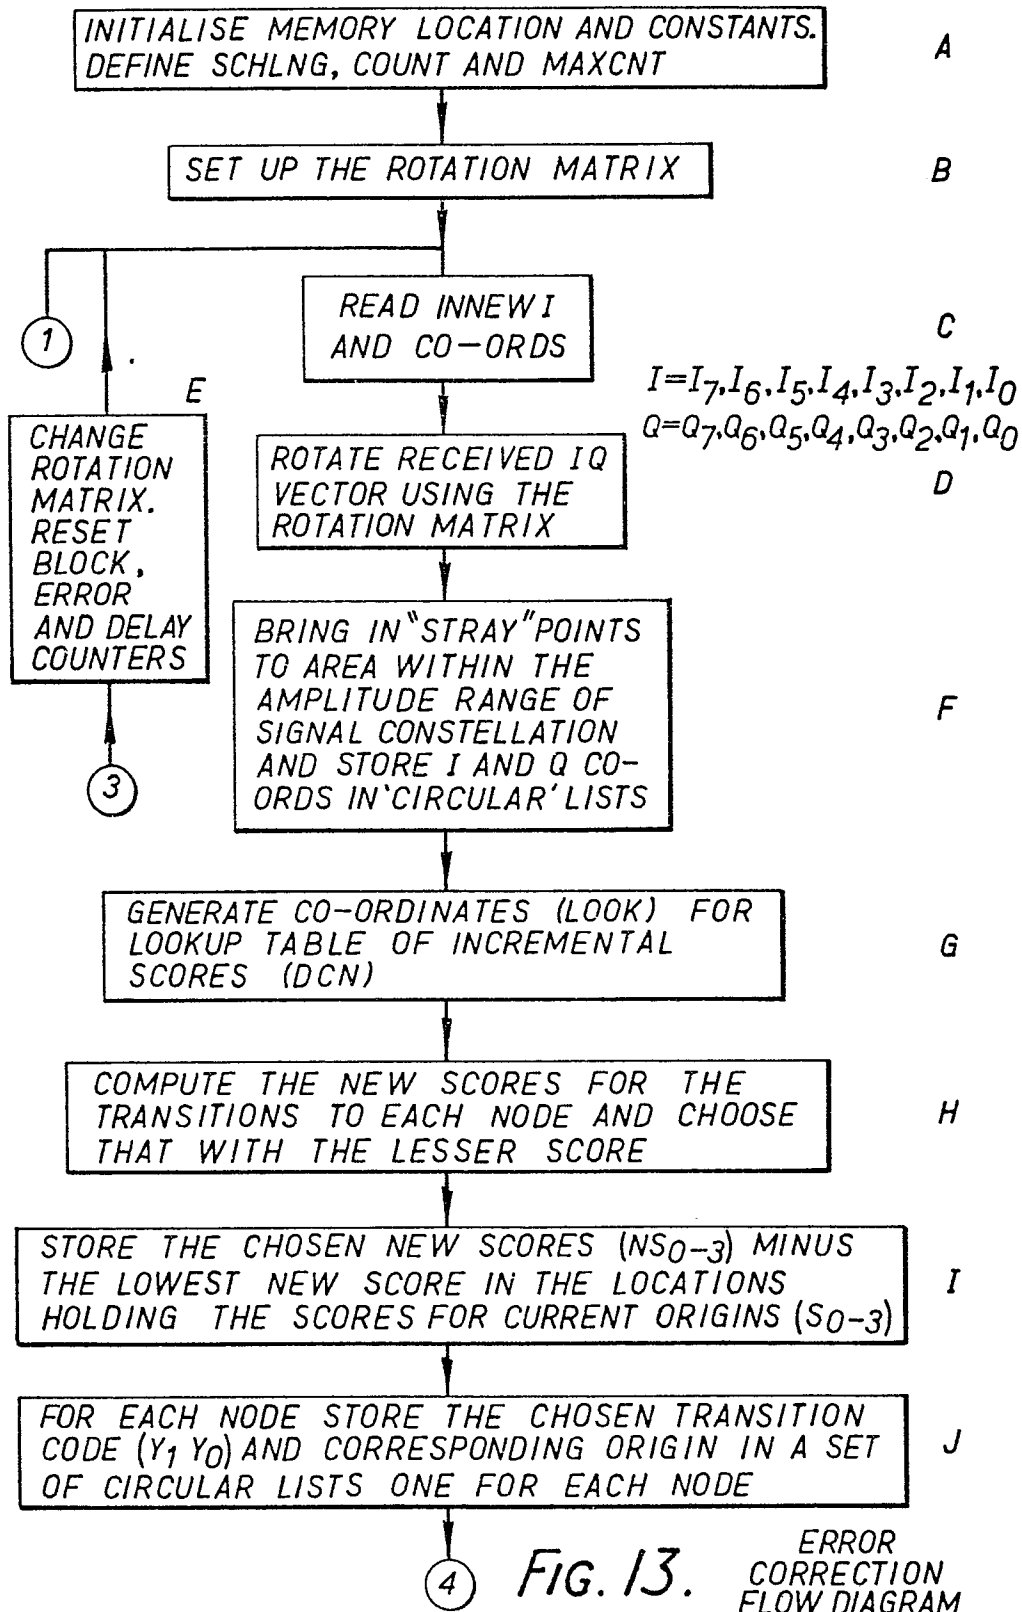 INITIALISE MEMORY LOCATION AND CONSTANTS.
DEFINE SCHLNG, COUNT AND MAXCNT
A
SET UP THE ROTATION MATRIX
B
READ INNEW I
AND CO-ORDS
C
1
I=I7,I6,I5,I4,I3,I2,I1,I0
Q=Q7,Q6,Q5,Q4,Q3,Q2,Q1,Q0
E
CHANGE
ROTATION
MATRIX.
RESET
BLOCK,
ERROR
AND DELAY
COUNTERS
3
ROTATE RECEIVED IQ
VECTOR USING THE
ROTATION MATRIX
D
BRING IN "STRAY" POINTS
TO AREA WITHIN THE
AMPLITUDE RANGE OF
SIGNAL CONSTELLATION
AND STORE I AND Q CO-
ORDS IN 'CIRCULAR' LISTS
F
GENERATE CO-ORDINATES (LOOK) FOR
LOOKUP TABLE OF INCREMENTAL
SCORES (DCN)
G
COMPUTE THE NEW SCORES FOR THE
TRANSITIONS TO EACH NODE AND CHOOSE
THAT WITH THE LESSER SCORE
H
STORE THE CHOSEN NEW SCORES (NS0-3) MINUS
THE LOWEST NEW SCORE IN THE LOCATIONS
HOLDING THE SCORES FOR CURRENT ORIGINS (S0-3)
I
FOR EACH NODE STORE THE CHOSEN TRANSITION
CODE (Y1 Y0) AND CORRESPONDING ORIGIN IN A SET
OF CIRCULAR LISTS ONE FOR EACH NODE
J
4
FIG. 13.
ERROR
CORRECTION
FLOW DIAGRAM